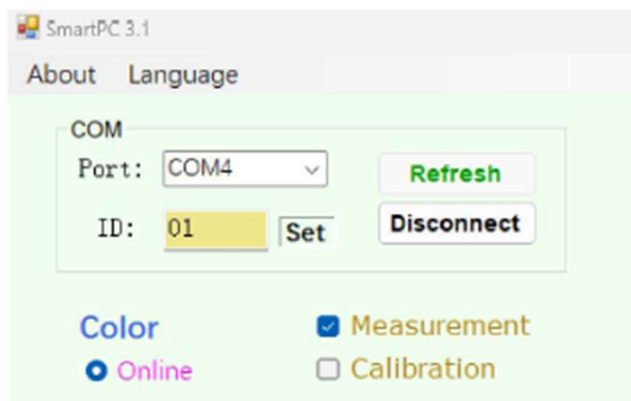 SmartPC 3.1
About Language
COM
Port: COM4 Refresh
ID: 01 Set Disconnect
Color Measurement
Online Calibration